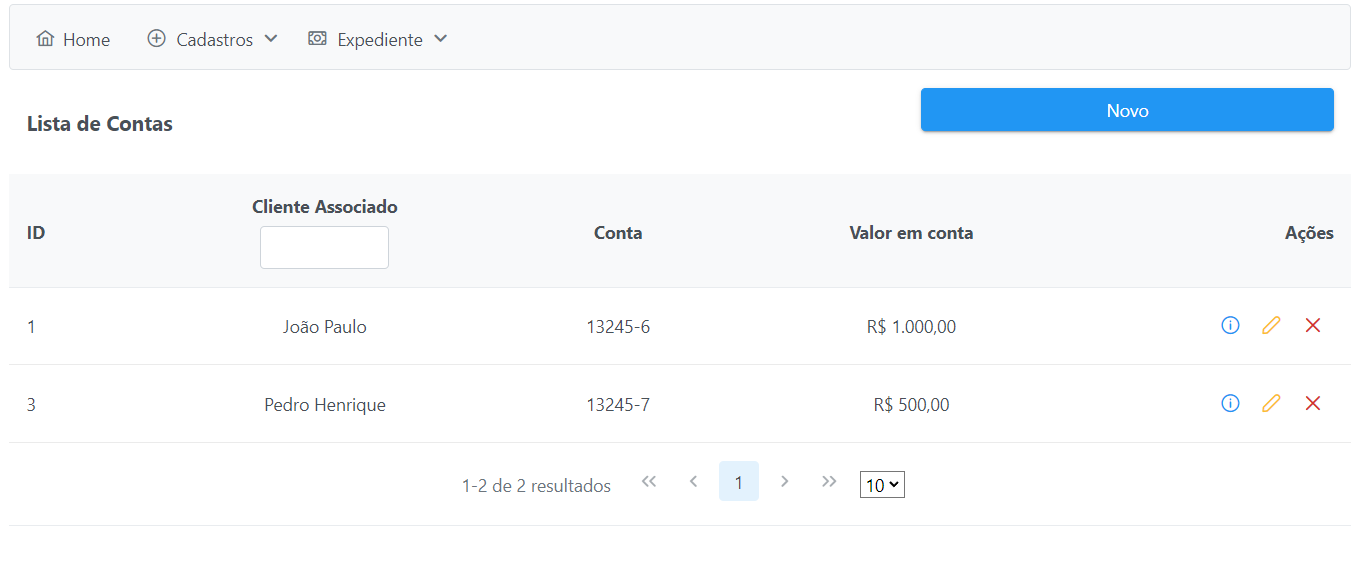 Home Cadastros Expediente
Lista de Contas Novo
ID Cliente Associado Conta Valor em conta Ações
1 João Paulo 13245-6 R$ 1.000,00
3 Pedro Henrique 13245-7 R$ 500,00
1-2 de 2 resultados 1 10